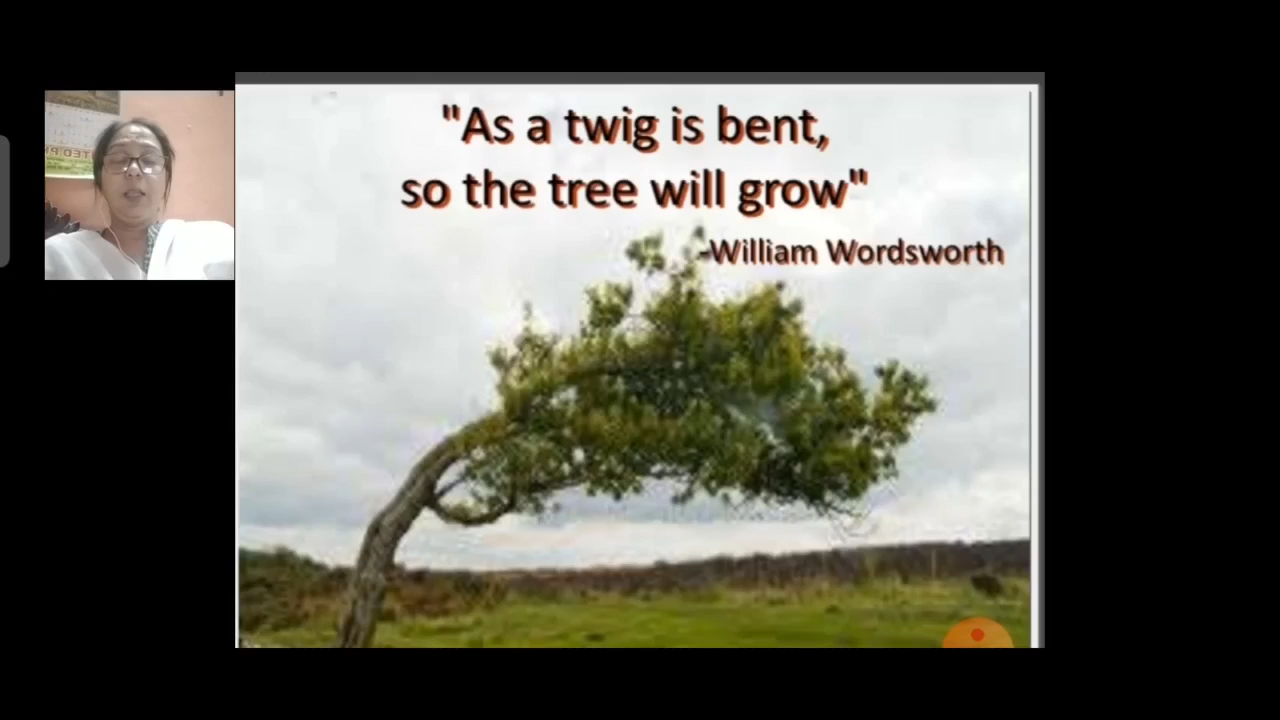 "As a twig is bent,
so the tree will grow"
-William Wordsworth